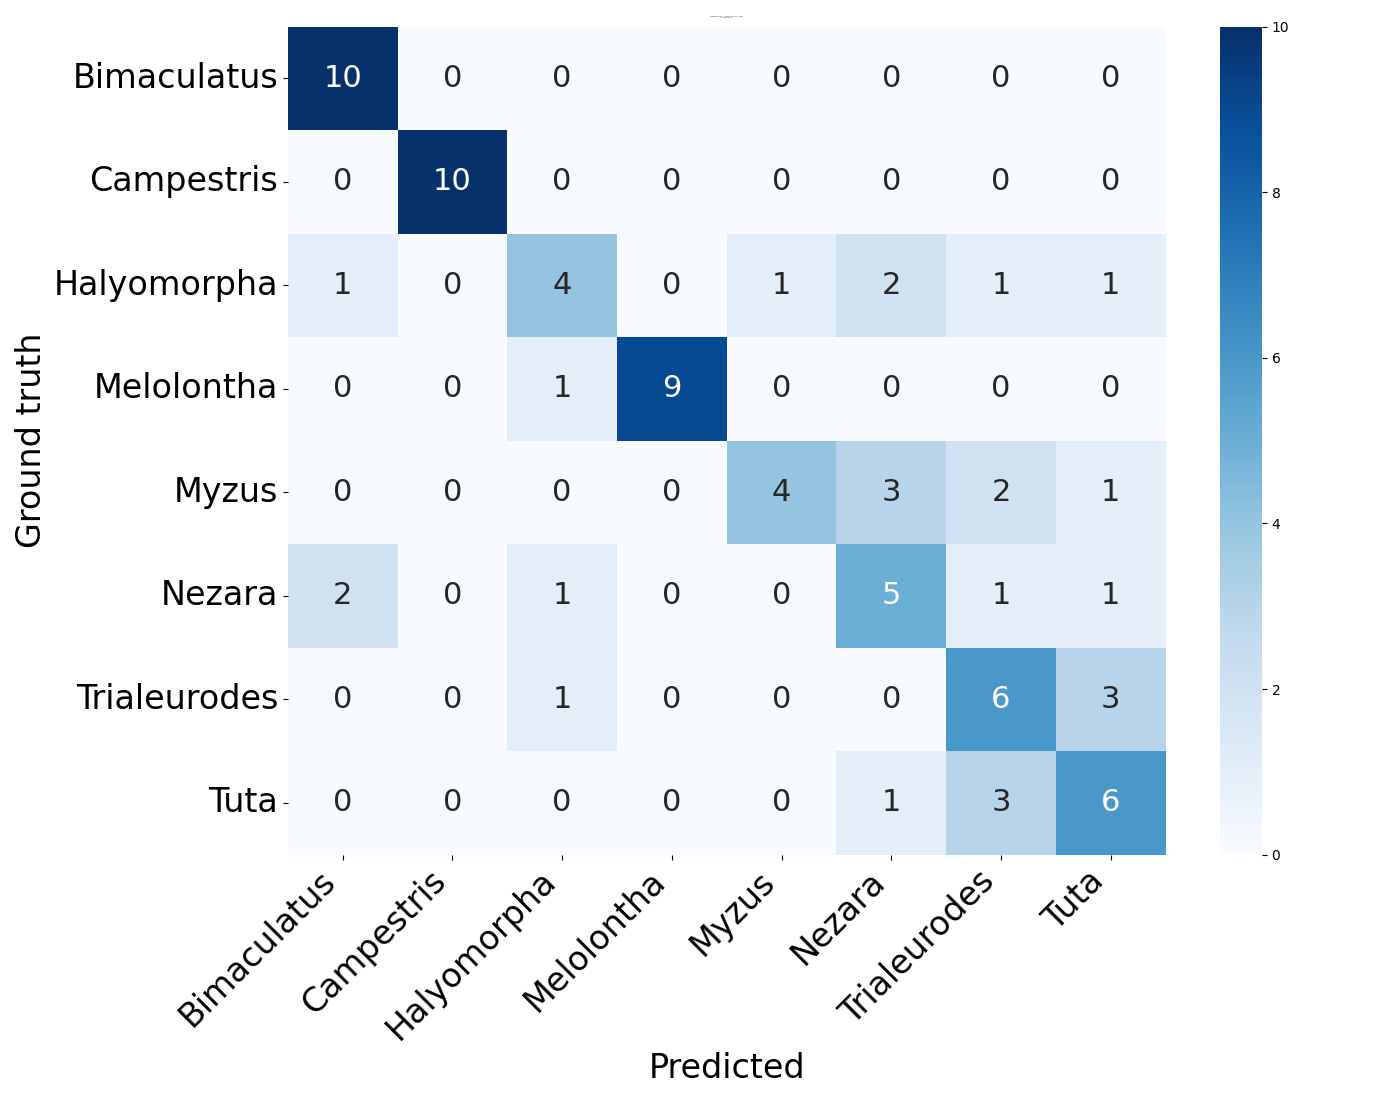 Bimaculatus 10 0 0 0 0 0 0 0
Campestris 0 10 0 0 0 0 0 0
Halyomorpha 1 0 4 0 1 2 1 1
Melolontha 0 0 1 9 0 0 0 0
Myzus 0 0 0 0 4 3 2 1
Nezara 2 0 1 0 0 5 1 1
Trialeurodes 0 0 1 0 0 0 6 3
Tuta 0 0 0 0 0 1 3 6
Ground truth
Bimaculatus Campestris Halyomorpha Melolontha Myzus Nezara Trialeurodes Tuta
Predicted
10
8
6
4
2
0